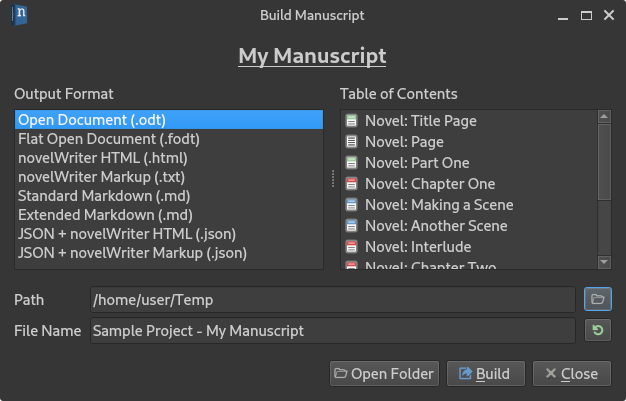 Build Manuscript
My Manuscript
Output Format
Open Document (.odt)
Flat Open Document (.fodt)
novelWriter HTML (.html)
novelWriter Markup (.txt)
Standard Markdown (.md)
Extended Markdown (.md)
JSON + novelWriter HTML (.json)
JSON + novelWriter Markup (.json)
Table of Contents
Novel: Title Page
Novel: Page
Novel: Part One
Novel: Chapter One
Novel: Making a Scene
Novel: Another Scene
Novel: Interlude
Novel: Chapter Two
Path
/home/user/Temp
File Name
Sample Project - My Manuscript
Open Folder
Build
Close